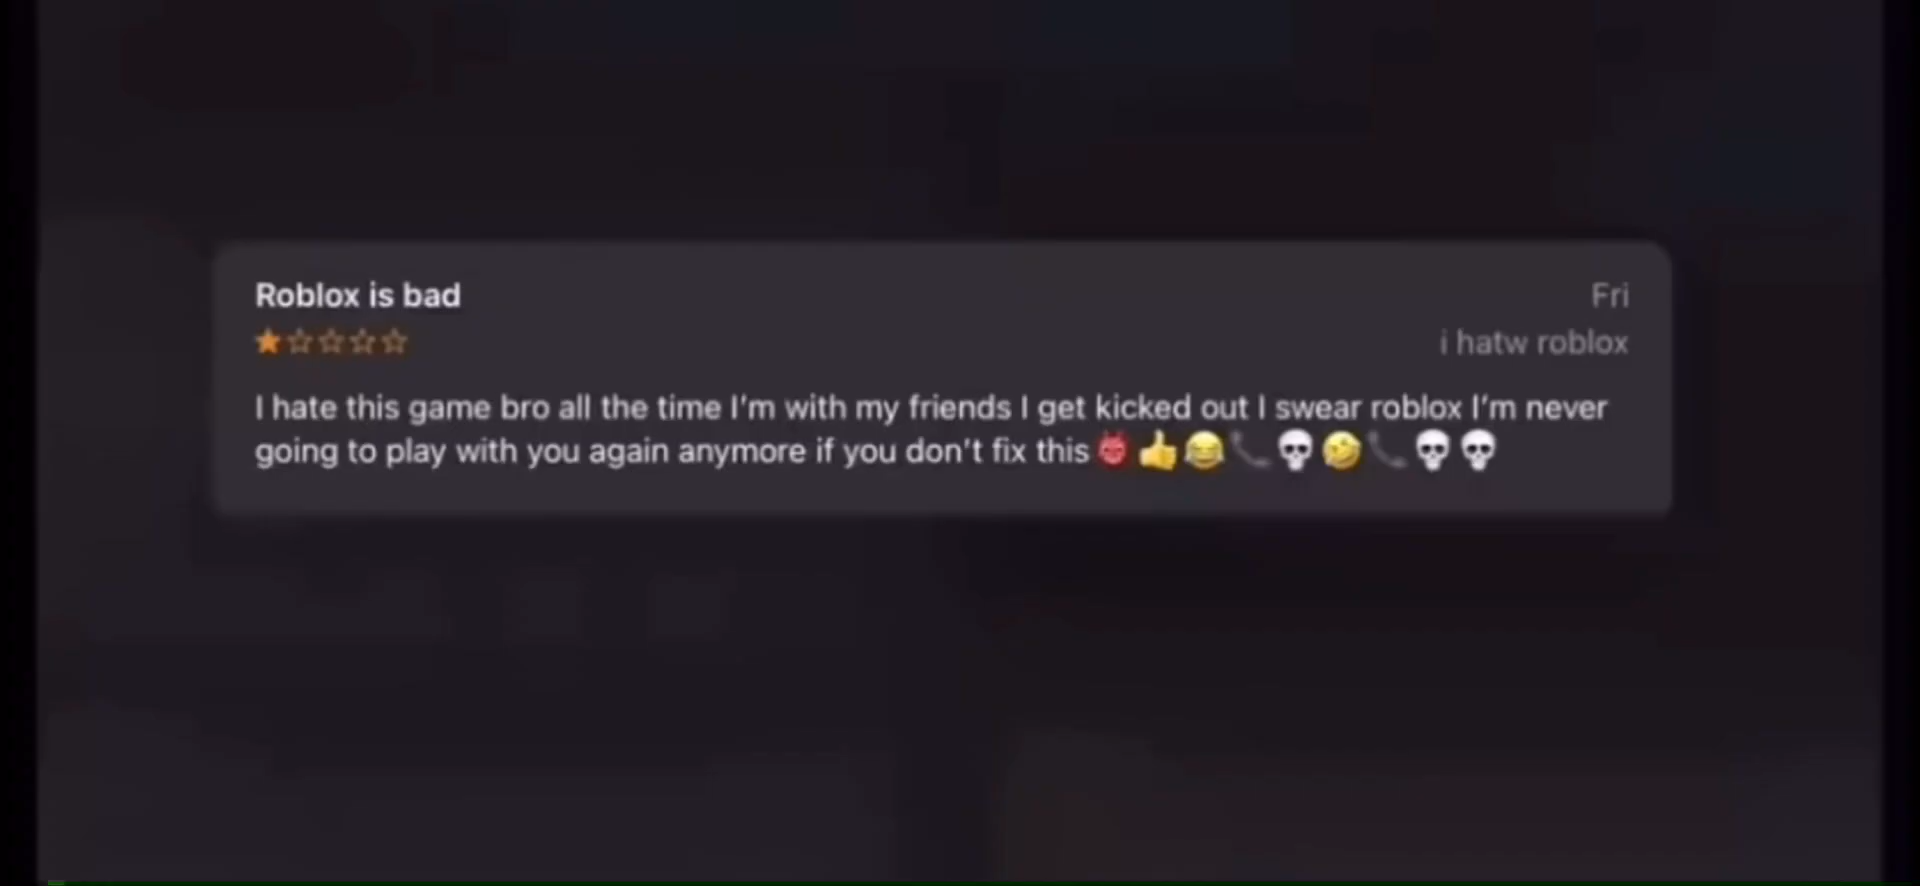 Roblox is bad
Fri
★☆☆☆☆
i hatw roblox
I hate this game bro all the time I'm with my friends I get kicked out I swear roblox I'm never
going to play with you again anymore if you don't fix this👹👍😂📞💀🤣📞💀💀